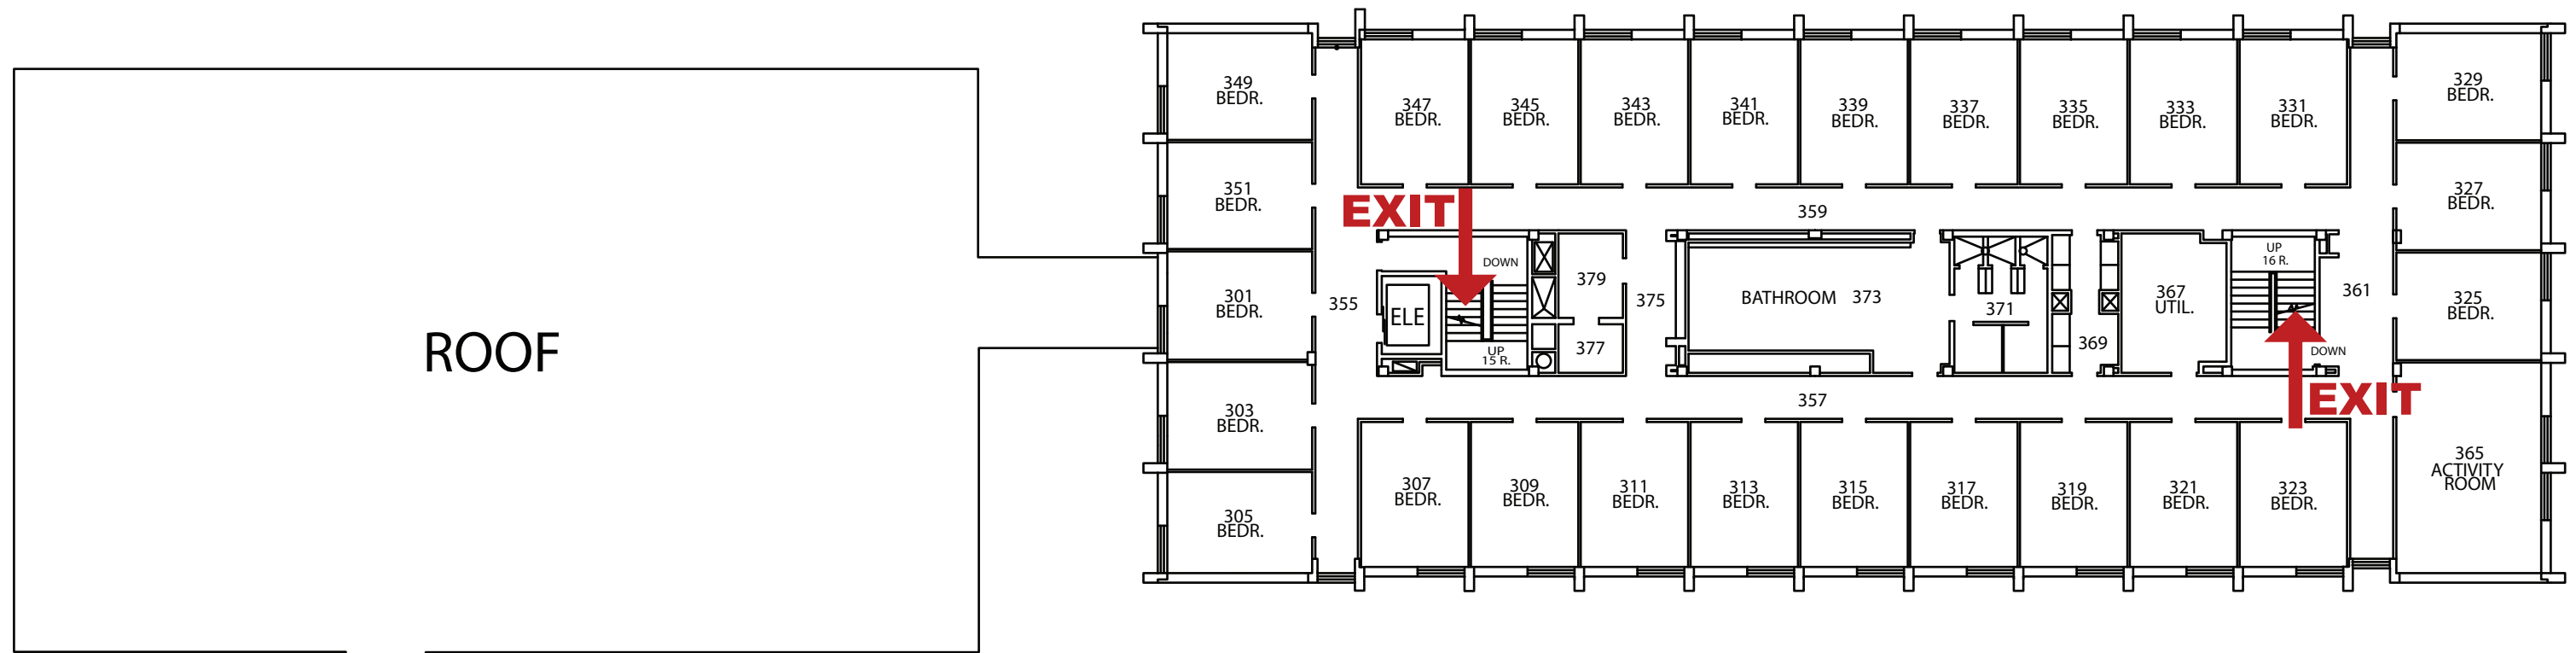 349
BEDR.
347
BEDR.
345
BEDR.
343
BEDR.
341
BEDR.
339
BEDR.
337
BEDR.
335
BEDR.
333
BEDR.
331
BEDR.
329
BEDR.
351
BEDR.
327
BEDR.
EXIT
359
DOWN
UP
16 R.
301
BEDR.
355
ELE
379
375
BATHROOM 373
371
367
UTIL.
361
325
BEDR.
ROOF
UP
15 R.
377
369
DOWN
303
BEDR.
357
EXIT
305
BEDR.
307
BEDR.
309
BEDR.
311
BEDR.
313
BEDR.
315
BEDR.
317
BEDR.
319
BEDR.
321
BEDR.
323
BEDR.
365
ACTIVITY
ROOM